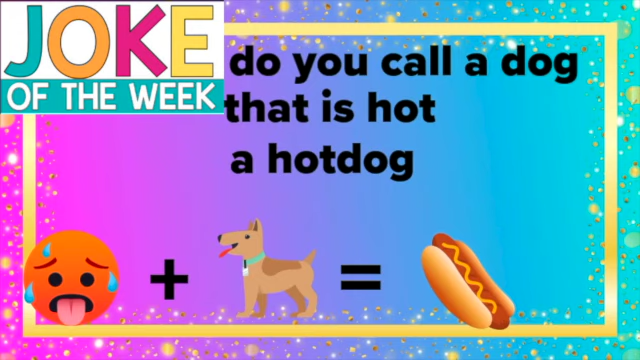 JOKE
OF THE WEEK
do you call a dog
that is hot
a hotdog
+ =